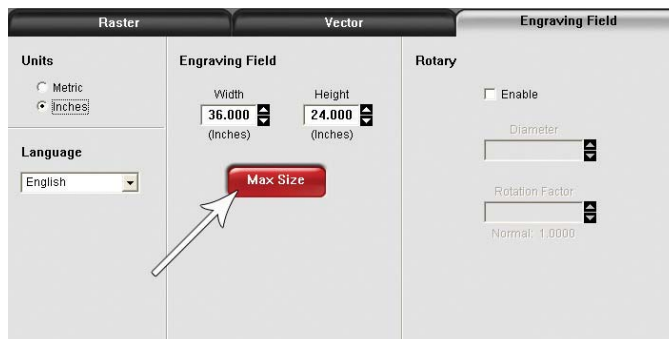 Raster
Vector
Engraving Field
Units
Metric
Inches
Language
English
Engraving Field
Width
Height
36.000
24.000
(Inches)
(Inches)
Max Size
Rotary
Enable
Diameter
Rotation Factor
Normal: 1.0000